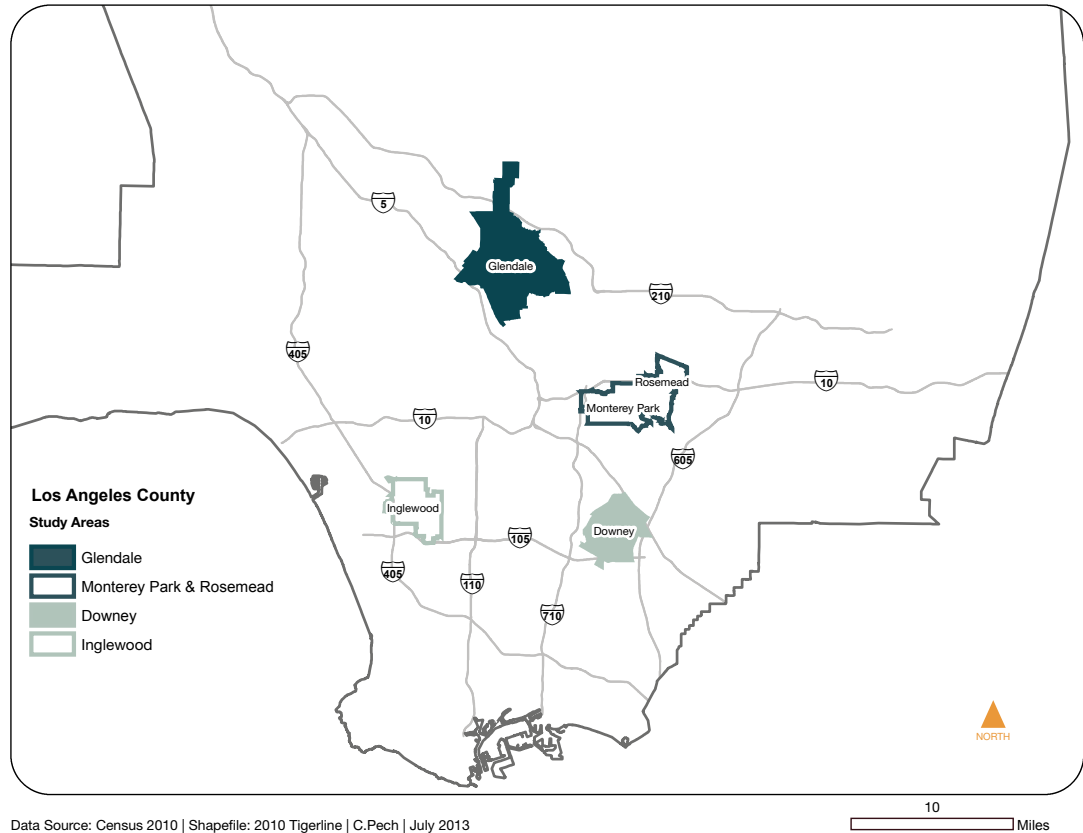 5
Glendale
210
405
Rosemead
10
Monterey Park
10
605
Los Angeles County
Study Areas
Glendale
Monterey Park & Rosemead
Downey
Inglewood
Inglewood
Downey
105
405
110
710
NORTH
10
Miles
Data Source: Census 2010 | Shapefile: 2010 Tigerline | C.Pech | July 2013